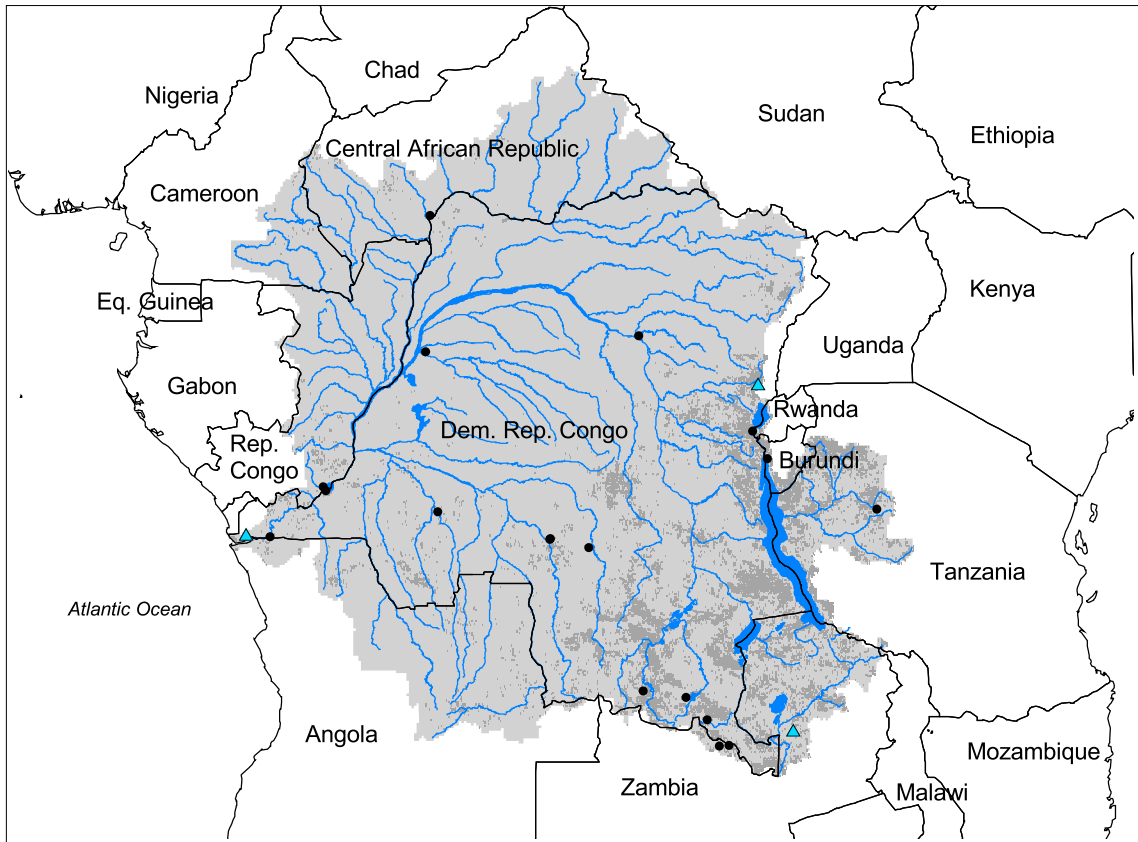 Chad
Nigeria
Sudan
Ethiopia
Central African Republic
Cameroon
Kenya
Eq. Guinea
Uganda
Gabon
Rwanda
Dem. Rep. Congo
Rep.
Congo
Burundi
Tanzania
Atlantic Ocean
Angola
Mozambique
Zambia
Malawi